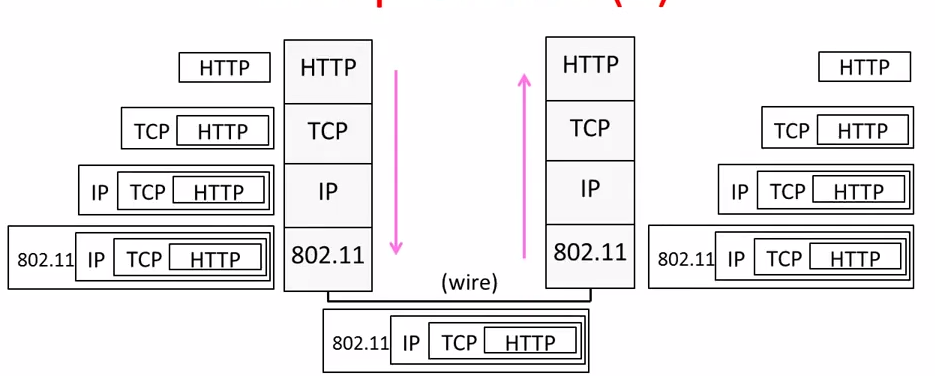 HTTP HTTP HTTP HTTP
TCP HTTP TCP TCP TCP HTTP
IP TCP HTTP IP IP IP TCP HTTP
802.11 IP TCP HTTP 802.11 802.11 802.11 IP TCP HTTP
(wire)
802.11 IP TCP HTTP